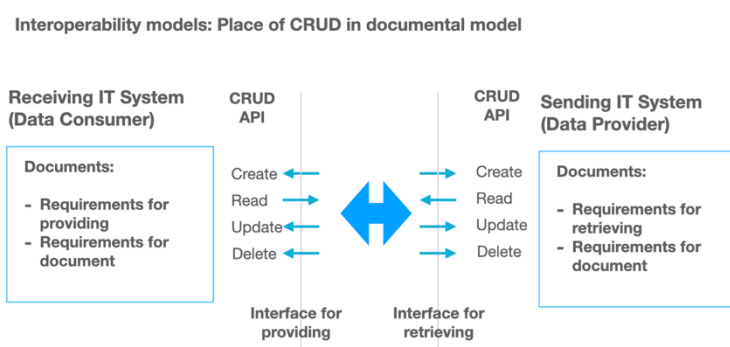 Interoperability models: Place of CRUD in documental model
Receiving IT System
(Data Consumer)
CRUD
API
CRUD
API
Sending IT System
(Data Provider)
Documents:
- Requirements for
providing
- Requirements for
document
Create
Read
Update
Delete
Create
Read
Update
Delete
Documents:
- Requirements for
retrieving
- Requirements for
document
Interface for
providing
Interface for
retrieving